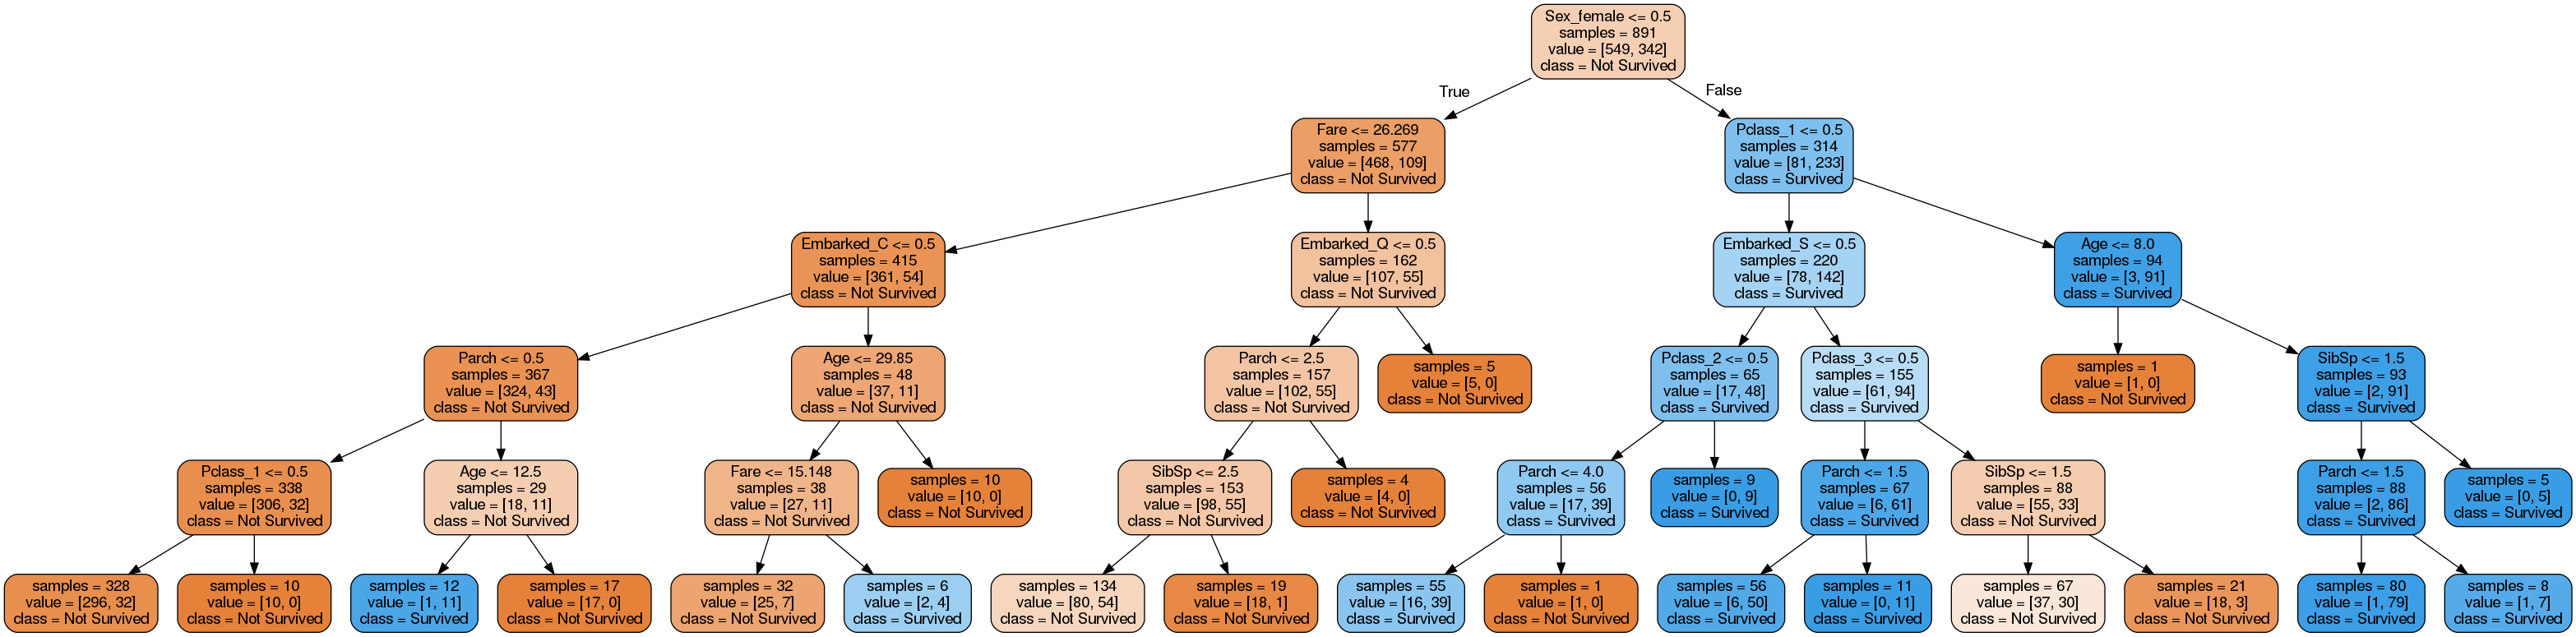 Sex_female <= 0.5
samples = 891
value = [549, 342]
class = Not Survived
True
False
Fare <= 26.269
samples = 577
value = [468, 109]
class = Not Survived
Pclass_1 <= 0.5
samples = 314
value = [81, 233]
class = Survived
Embarked_C <= 0.5
samples = 415
value = [361, 54]
class = Not Survived
Embarked_Q <= 0.5
samples = 162
value = [107, 55]
class = Not Survived
Embarked_S <= 0.5
samples = 220
value = [78, 142]
class = Survived
Age <= 8.0
samples = 94
value = [3, 91]
class = Survived
Parch <= 0.5
samples = 367
value = [324, 43]
class = Not Survived
Age <= 29.85
samples = 48
value = [37, 11]
class = Not Survived
Parch <= 2.5
samples = 157
value = [102, 55]
class = Not Survived
samples = 5
value = [5, 0]
class = Not Survived
Pclass_2 <= 0.5
samples = 65
value = [17, 48]
class = Survived
Pclass_3 <= 0.5
samples = 155
value = [61, 94]
class = Survived
samples = 1
value = [1, 0]
class = Not Survived
SibSp <= 1.5
samples = 93
value = [2, 91]
class = Survived
Pclass_1 <= 0.5
samples = 338
value = [306, 32]
class = Not Survived
Age <= 12.5
samples = 29
value = [18, 11]
class = Not Survived
Fare <= 15.148
samples = 38
value = [27, 11]
class = Not Survived
samples = 10
value = [10, 0]
class = Not Survived
SibSp <= 2.5
samples = 153
value = [98, 55]
class = Not Survived
samples = 4
value = [4, 0]
class = Not Survived
Parch <= 4.0
samples = 56
value = [17, 39]
class = Survived
samples = 9
value = [0, 9]
class = Survived
Parch <= 1.5
samples = 67
value = [6, 61]
class = Survived
SibSp <= 1.5
samples = 88
value = [55, 33]
class = Not Survived
Parch <= 1.5
samples = 88
value = [2, 86]
class = Survived
samples = 5
value = [0, 5]
class = Survived
samples = 328
value = [296, 32]
class = Not Survived
samples = 10
value = [10, 0]
class = Not Survived
samples = 12
value = [1, 11]
class = Survived
samples = 17
value = [17, 0]
class = Not Survived
samples = 32
value = [25, 7]
class = Not Survived
samples = 6
value = [2, 4]
class = Survived
samples = 134
value = [80, 54]
class = Not Survived
samples = 19
value = [18, 1]
class = Not Survived
samples = 55
value = [16, 39]
class = Survived
samples = 1
value = [1, 0]
class = Not Survived
samples = 56
value = [6, 50]
class = Survived
samples = 11
value = [0, 11]
class = Survived
samples = 67
value = [37, 30]
class = Not Survived
samples = 21
value = [18, 3]
class = Not Survived
samples = 80
value = [1, 79]
class = Survived
samples = 8
value = [1, 7]
class = Survived